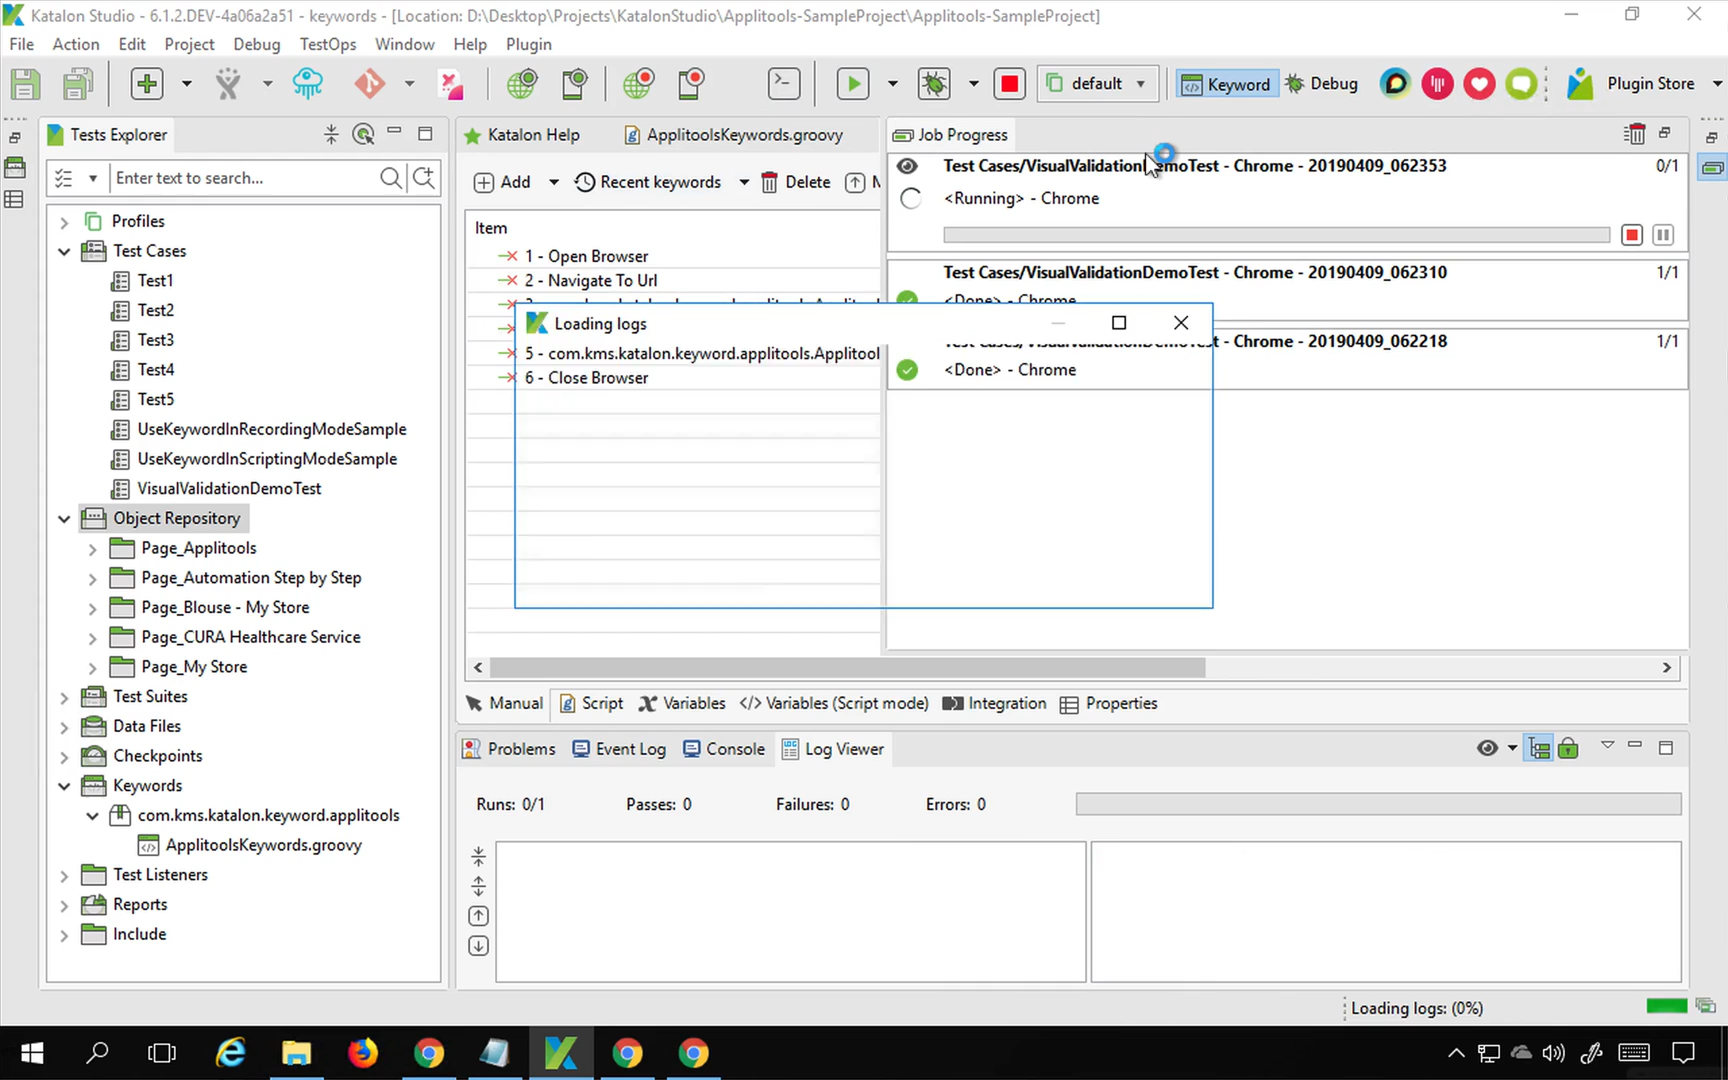 Katalon Studio - 6.1.2.DEV-4a06a2a51 - keywords - [Location: D:\Desktop\Projects\KatalonStudio\Applitools-SampleProject\Applitools-SampleProject]
File Action Edit Project Debug TestOps Window Help Plugin
default Keyword Debug Plugin Store
Tests Explorer
Enter text to search...
Profiles
Test Cases
Test1
Test2
Test3
Test4
Test5
UseKeywordInRecordingModeSample
UseKeywordInScriptingModeSample
VisualValidationDemoTest
Object Repository
Page_Applitools
Page_Automation Step by Step
Page_Blouse - My Store
Page_CURA Healthcare Service
Page_My Store
Test Suites
Data Files
Checkpoints
Keywords
com.kms.katalon.keyword.applitools
ApplitoolsKeywords.groovy
Test Listeners
Reports
Include
Katalon Help ApplitoolsKeywords.groovy
Add Recent keywords Delete M
Item
1 - Open Browser
2 - Navigate To Url
5 - com.kms.katalon.keyword.applitools.Applitool
6 - Close Browser
Job Progress
Test Cases/VisualValidationDemoTest - Chrome - 20190409_062353 0/1
<Running> - Chrome
Test Cases/VisualValidationDemoTest - Chrome - 20190409_062310 1/1
<Done> - Chrome
Loading logs
Test Cases/VisualValidationDemoTest - Chrome - 20190409_062218 1/1
<Done> - Chrome
Manual Script Variables Variables (Script mode) Integration Properties
Problems Event Log Console Log Viewer
Runs: 0/1 Passes: 0 Failures: 0 Errors: 0
Loading logs: (0%)